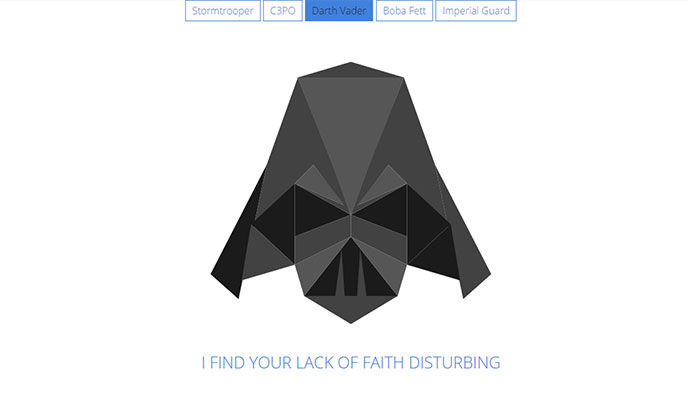 Stormtrooper C3PO Darth Vader Boba Fett Imperial Guard
I FIND YOUR LACK OF FAITH DISTURBING